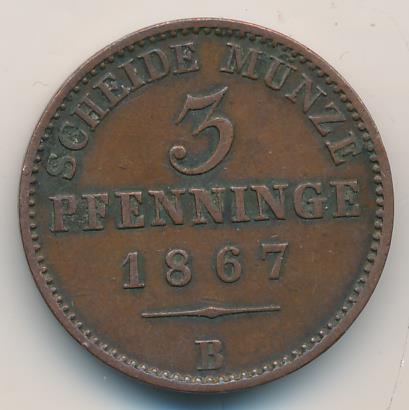 SCHEIDE MÜNZE
3
PFENNINGE
1867
B